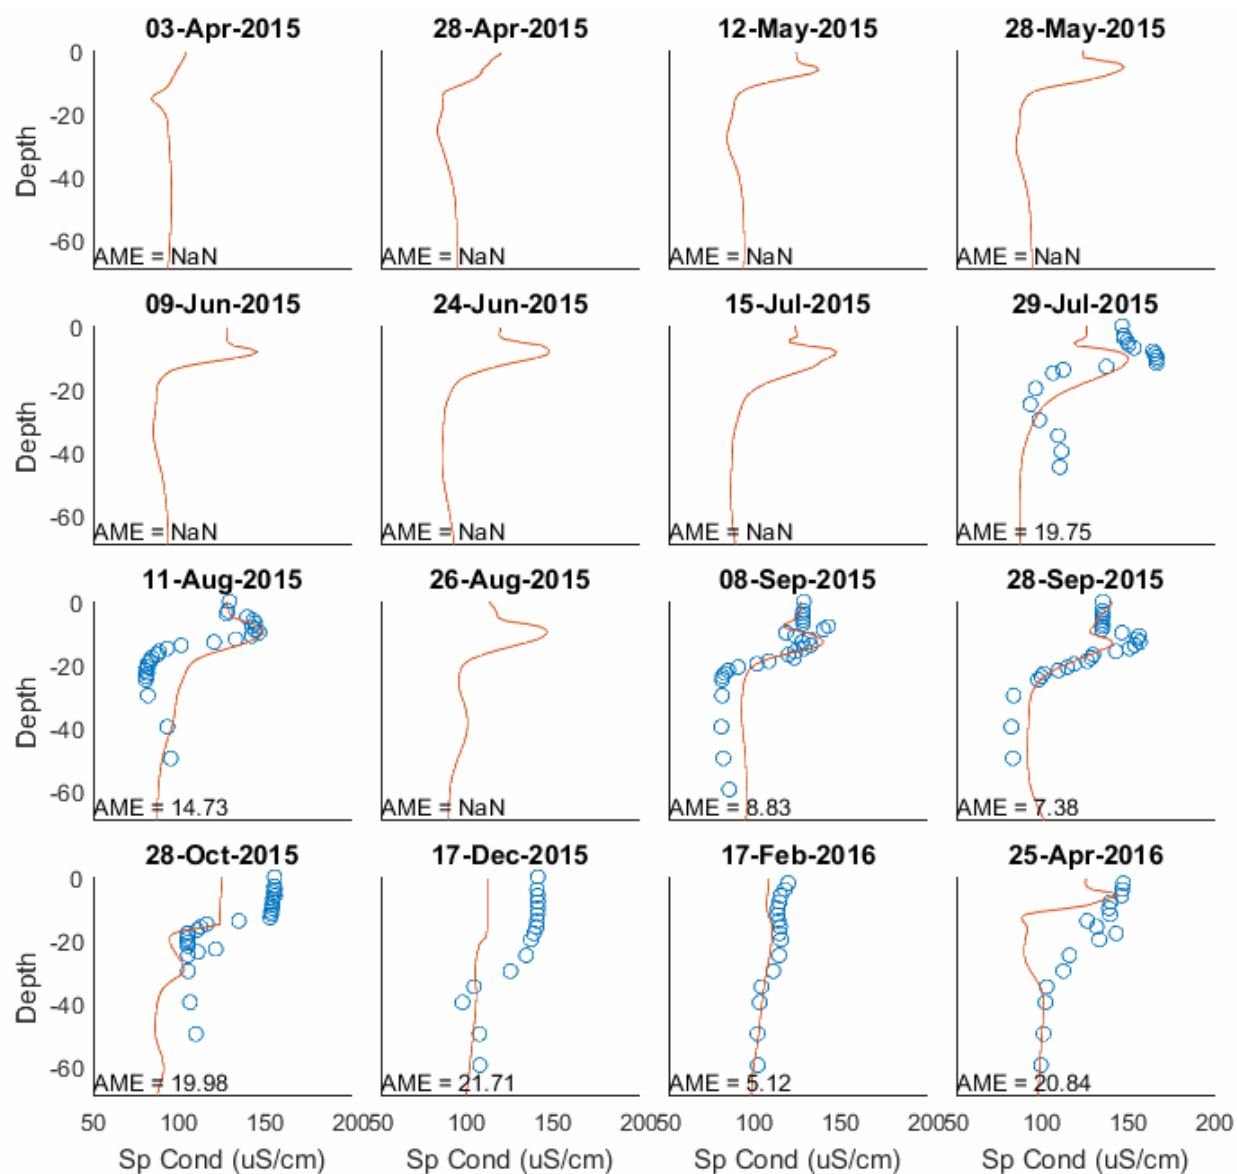 03-Apr-2015 28-Apr-2015 12-May-2015 28-May-2015
0
-20
-40
-60
Depth
AME = NaN AME = NaN AME = NaN AME = NaN
09-Jun-2015 24-Jun-2015 15-Jul-2015 29-Jul-2015
0
-20
-40
-60
Depth
AME = NaN AME = NaN AME = NaN AME = 19.75
11-Aug-2015 26-Aug-2015 08-Sep-2015 28-Sep-2015
0
-20
-40
-60
Depth
AME = 14.73 AME = NaN AME = 8.83 AME = 7.38
28-Oct-2015 17-Dec-2015 17-Feb-2016 25-Apr-2016
0
-20
-40
-60
Depth
AME = 19.98 AME = 21.71 AME = 5.12 AME = 20.84
50 100 150 200 50 100 150 200 50 100 150 200 50 100 150 200
Sp Cond (uS/cm) Sp Cond (uS/cm) Sp Cond (uS/cm) Sp Cond (uS/cm)